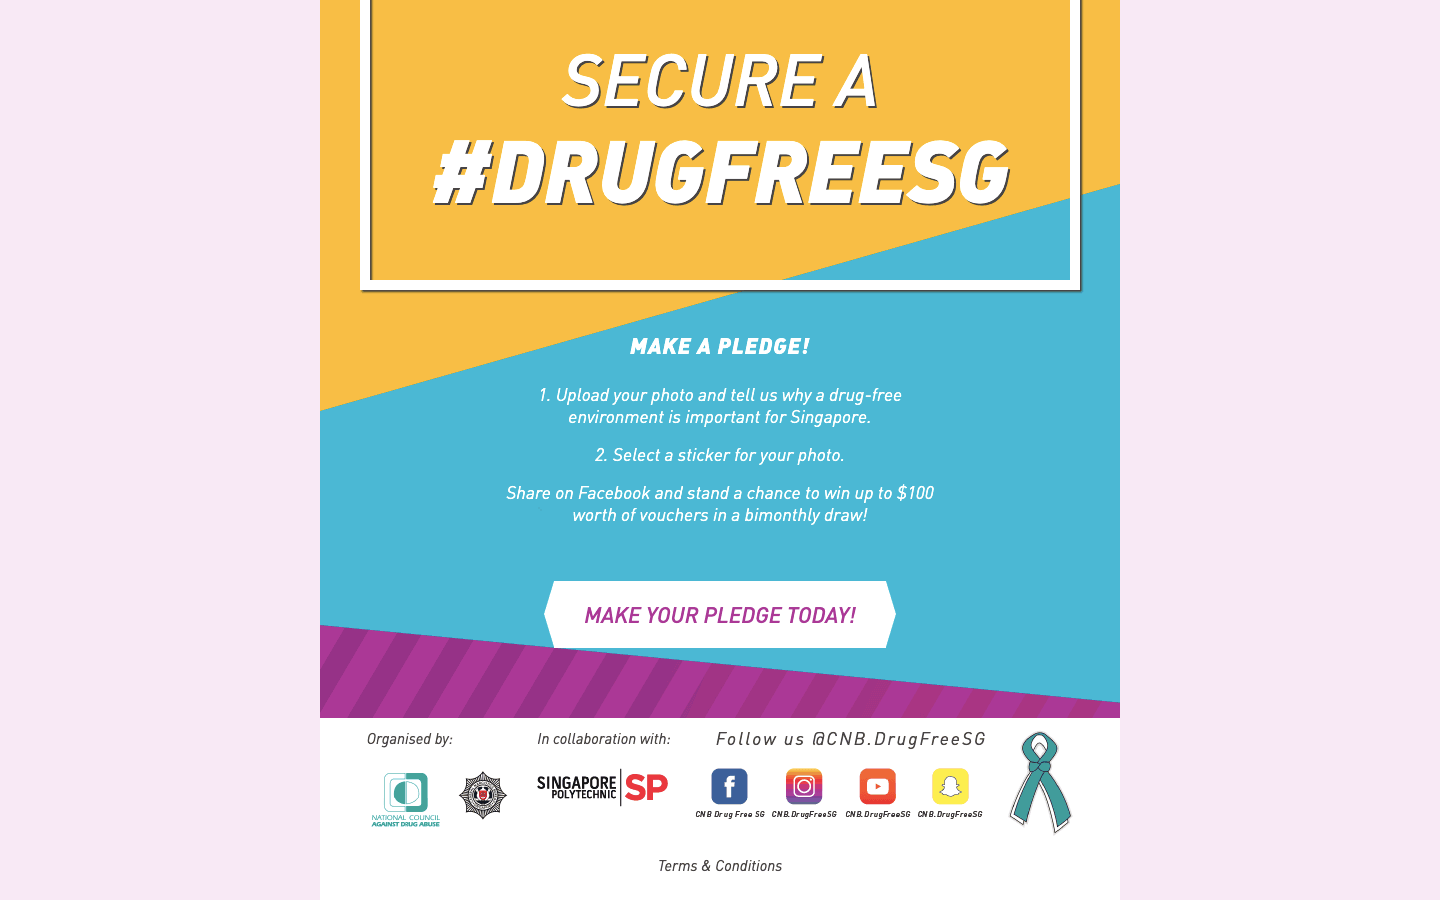 SECURE A
#DRUGFREESG
MAKE A PLEDGE!
1. Upload your photo and tell us why a drug-free
environment is important for Singapore.
2. Select a sticker for your photo.
Share on Facebook and stand a chance to win up to $100
worth of vouchers in a bimonthly draw!
MAKE YOUR PLEDGE TODAY!
Organised by:
NATIONAL COUNCIL
AGAINST DRUG ABUSE
In collaboration with:
SINGAPORE
POLYTECHNIC
SP
Follow us @CNB.DrugFreeSG
CNB Drug Free SG
CNB.DrugFreeSG
CNB.DrugFreeSG
CNB.DrugFreeSG
Terms & Conditions